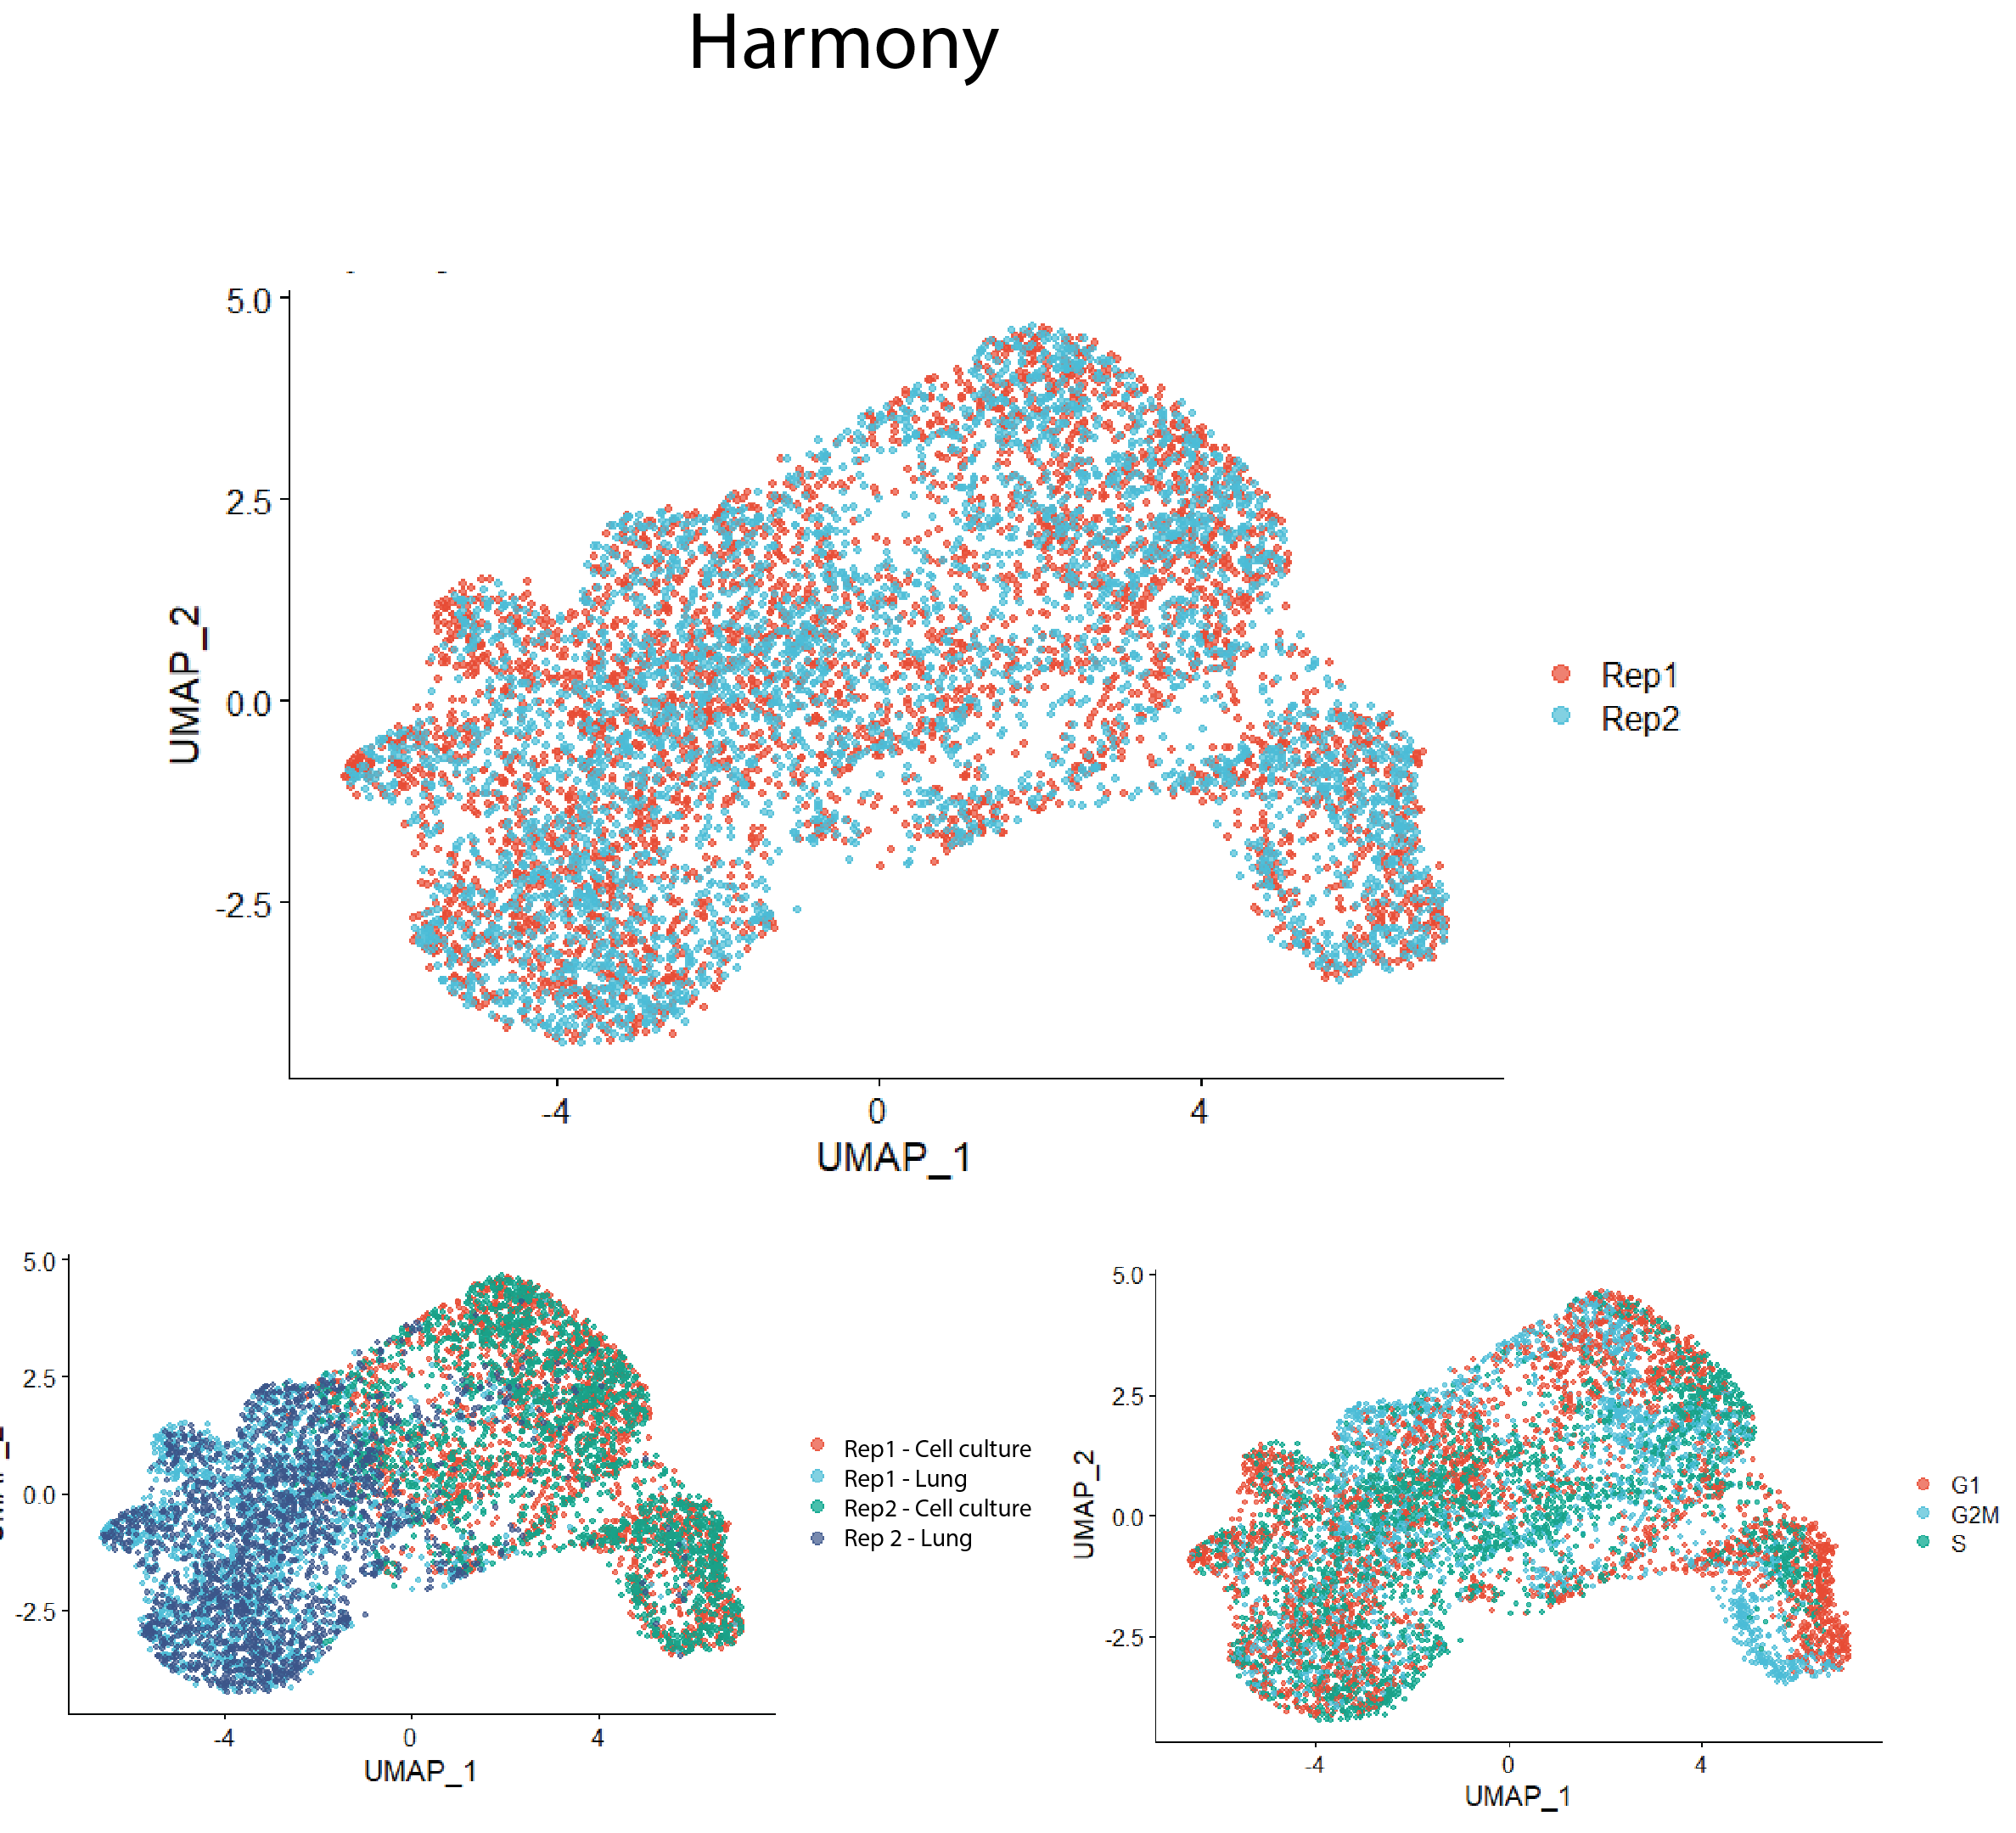 Harmony
5.0
2.5
0.0
-2.5
UMAP_2
-4 0 4
UMAP_1
Rep1
Rep2
5.0
2.5
0.0
-2.5
-4 0 4
UMAP_1
Rep1 - Cell culture
Rep1 - Lung
Rep2 - Cell culture
Rep 2 - Lung
5.0
2.5
0.0
-2.5
UMAP_2
-4 0 4
UMAP_1
G1
G2M
S